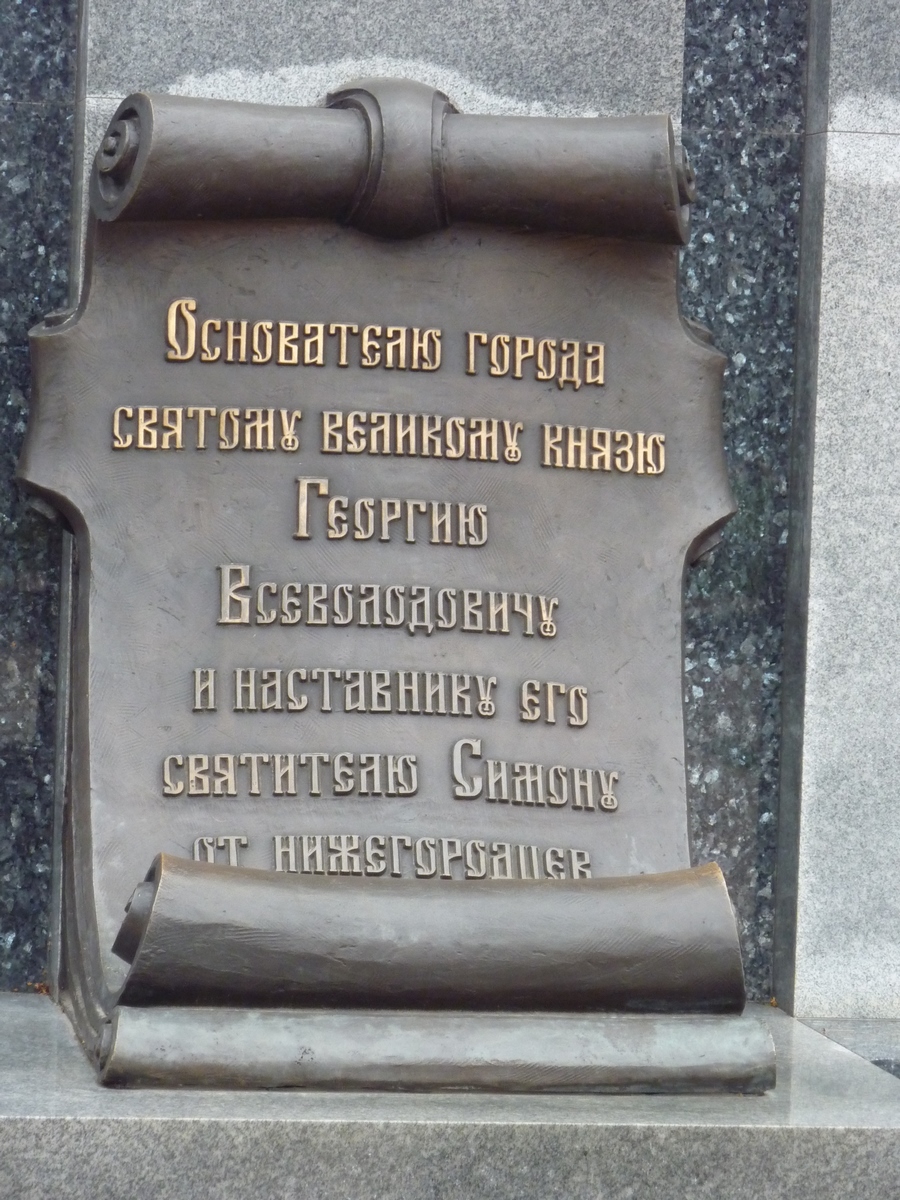 Основателю города
святому великому князю
Георгию
Всеволодовичу
и наставнику его
святителю Симону
от нижегородцев